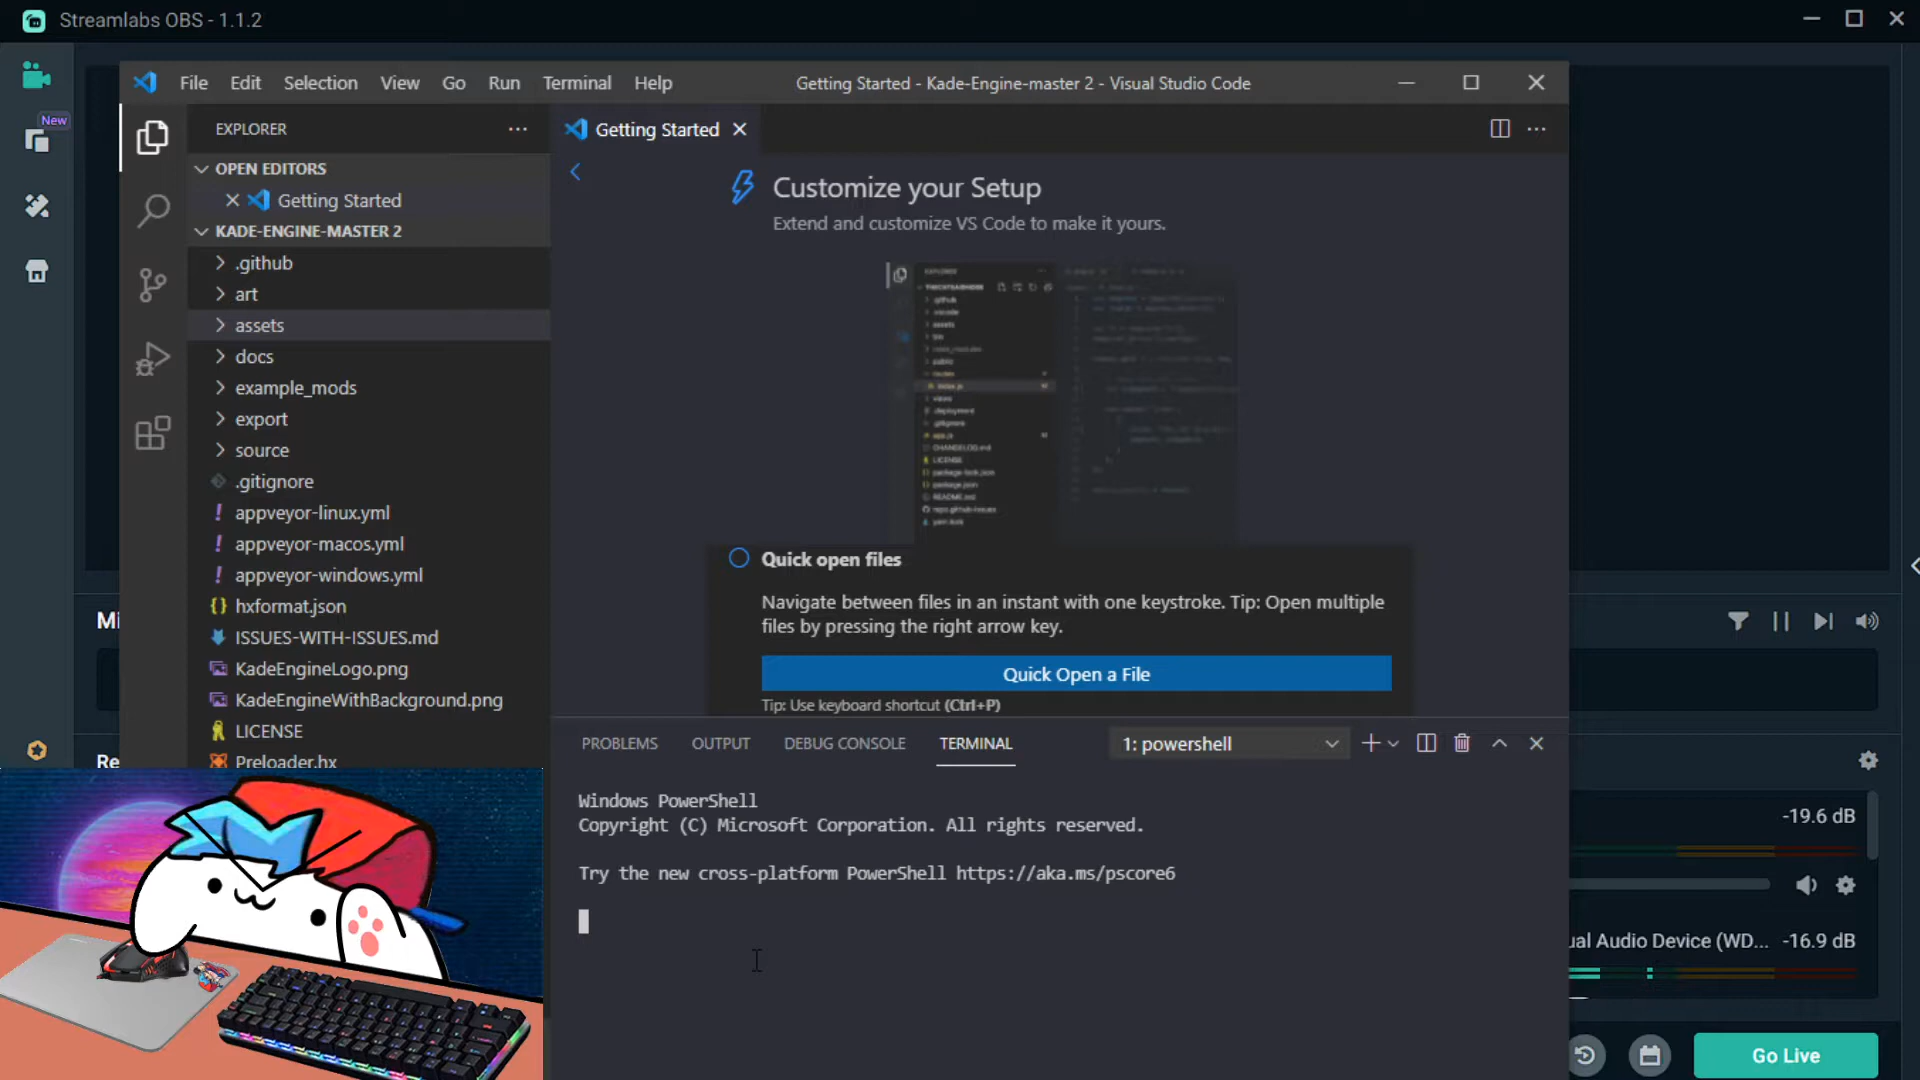 Streamlabs OBS - 1.1.2
New
File Edit Selection View Go Run Terminal Help
Getting Started - Kade-Engine-master 2 - Visual Studio Code
EXPLORER
Getting Started
OPEN EDITORS
Getting Started
KADE-ENGINE-MASTER 2
.github
art
assets
docs
example_mods
export
source
.gitignore
appveyor-linux.yml
appveyor-macos.yml
appveyor-windows.yml
hxformat.json
ISSUES-WITH-ISSUES.md
KadeEngineLogo.png
KadeEngineWithBackground.png
LICENSE
Preloader.hx
Customize your Setup
Extend and customize VS Code to make it yours.
Quick open files
Navigate between files in an instant with one keystroke. Tip: Open multiple
files by pressing the right arrow key.
Quick Open a File
Tip: Use keyboard shortcut (Ctrl+P)
PROBLEMS OUTPUT DEBUG CONSOLE TERMINAL
1: powershell
Windows PowerShell
Copyright (C) Microsoft Corporation. All rights reserved.
Try the new cross-platform PowerShell https://aka.ms/pscore6
Mi
Re
-19.6 dB
ual Audio Device (WD... -16.9 dB
Go Live